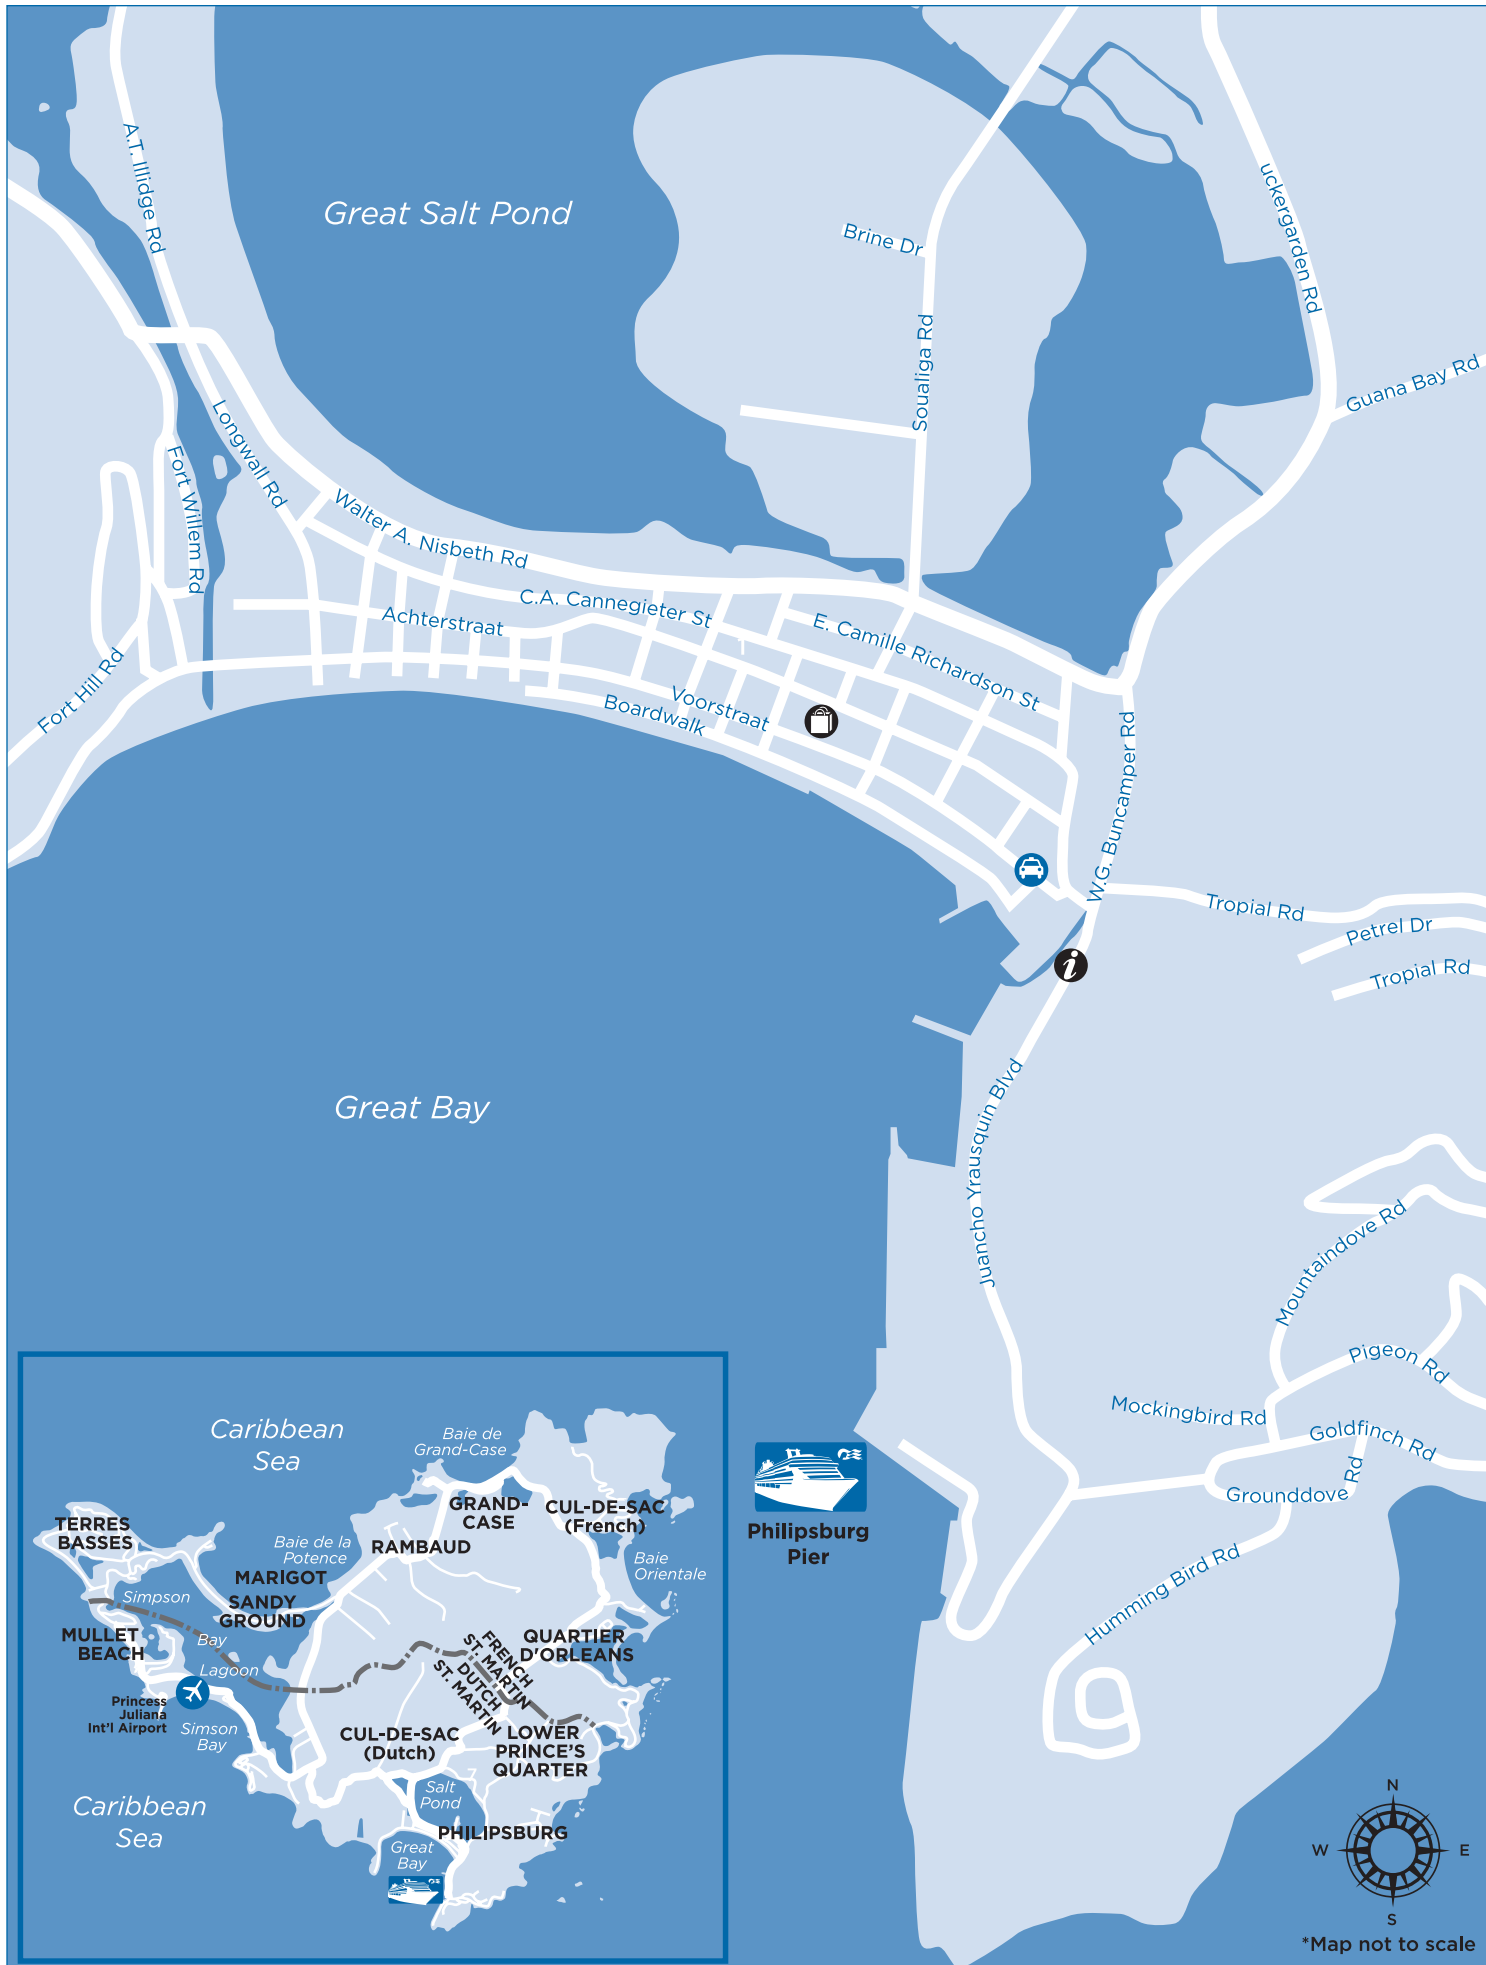 A.T. Illidge Rd
Great Salt Pond
Brine Dr
Soualiga Rd
uckergarden Rd
Guana Bay Rd
Longwall Rd
Fort Willem Rd
Walter A. Nisbeth Rd
C.A. Cannegieter St
Achterstraat
E. Camille Richardson St
Fort Hill Rd
Voorstraat
Boardwalk
W.G. Buncamper Rd
Tropial Rd
Petrel Dr
Tropial Rd
i
Great Bay
Juancho Yrausquin Blvd
Mountaindove Rd
Pigeon Rd
Mockingbird Rd
Goldfinch Rd
Grounddove Rd
Humming Bird Rd
Philipsburg
Pier
Caribbean
Sea
Baie de
Grand-Case
GRAND-
CASE
CUL-DE-SAC
(French)
TERRES
BASSES
Baie de la
Potence
RAMBAUD
Baie
Orientale
MARIGOT
Simpson
Bay
Lagoon
SANDY
GROUND
MULLET
BEACH
QUARTIER
D'ORLEANS
FRENCH
ST. MARTIN
DUTCH
ST. MARTIN
Princess
Juliana
Int'l Airport
Simson
Bay
CUL-DE-SAC
(Dutch)
LOWER
PRINCE'S
QUARTER
Salt
Pond
Caribbean
Sea
PHILIPSBURG
Great
Bay
N
W
E
S
*Map not to scale